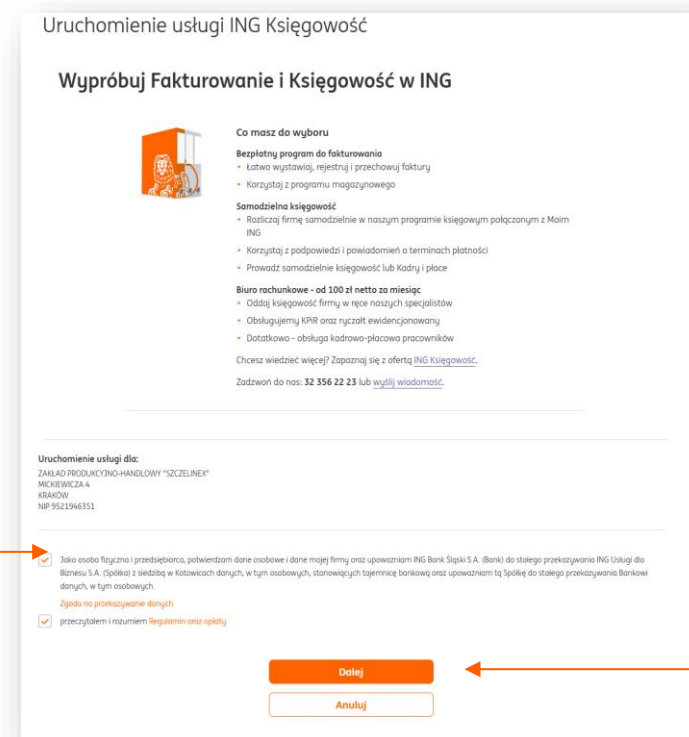 Uruchomienie usługi ING Księgowość
Wypróbuj Fakturowanie i Księgowość w ING
Co masz do wyboru
Bezpłatny program do fakturowania
• Łatwo wystawiaj, rejestruj i przechowuj faktury
• Korzystaj z programu magazynowego
Samodzielna księgowość
• Rozliczaj firmę samodzielnie w naszym programie księgowym połączonym z Moim
ING
• Korzystaj z podpowiedzi i powiadomień o terminach płatności
• Prowadź samodzielnie księgowość lub Kadry i płace
Biuro rachunkowe - od 100 zł netto za miesiąc
• Oddaj księgowość firmy w ręce naszych specjalistów
• Obsługujemy KPiR oraz ryczałt ewidencjonowany
• Dotatkowo - obsługa kadrowo-płacowa pracowników
Chcesz wiedzieć więcej? Zapoznaj się z ofertą ING Księgowość.
Zadzwoń do nas: 32 356 22 23 lub wyślij wiadomość.
Uruchomienie usługi dla:
ZAKŁAD PRODUKCYJNO-HANDLOWY "SZCZELINEX"
MICKIEWICZA 4
KRAKÓW
NIP 9521946351
Jako osoba fizyczna i przedsiębiorca, potwierdzam dane osobowe i dane mojej firmy oraz upoważniam ING Bank Śląski S.A. (Bank) do stałego przekazywania ING Usługi dla
Biznesu S.A. (Spółka) z siedzibą w Katowicach danych, w tym osobowych, stanowiących tajemnicę bankową oraz upoważniam tą Spółkę do stałego przekazywania Bankowi
danych, w tym osobowych.
Zgoda na przekazywanie danych
przeczytałem i rozumiem Regulamin oraz opłaty
Dalej
Anuluj